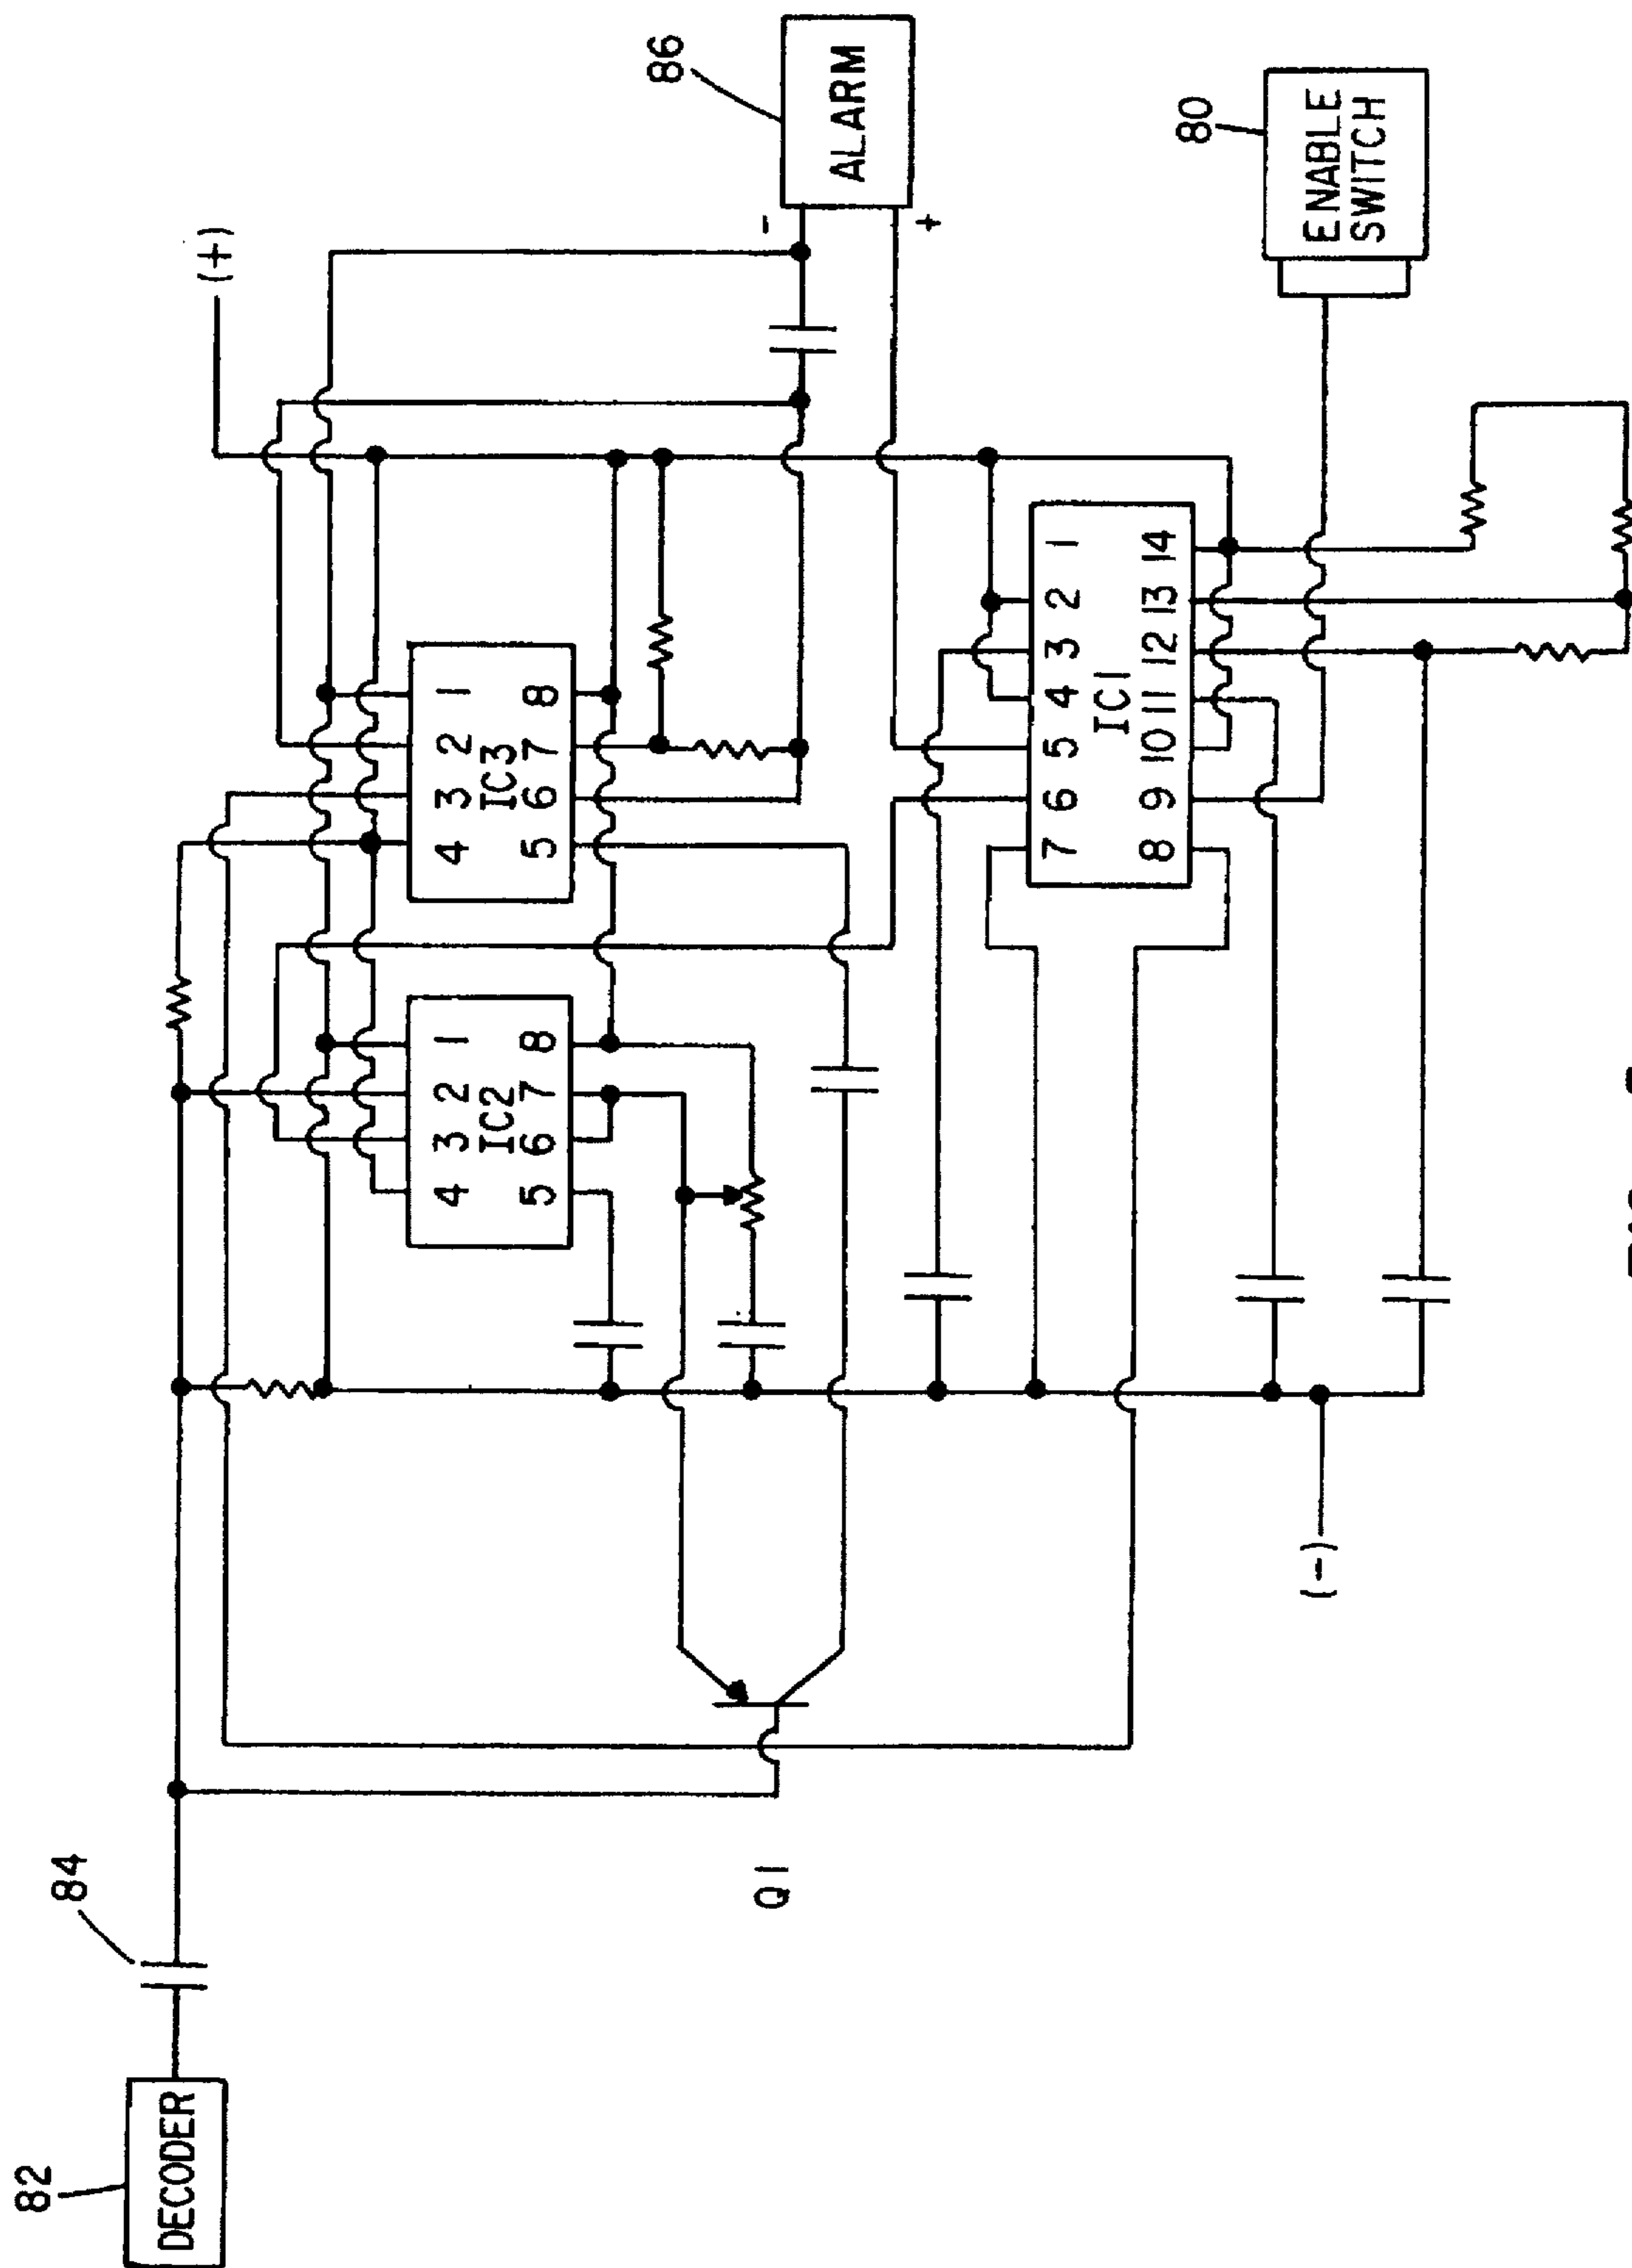 82
84
DECODER
(+)
4 3 2 1
IC2
5 6 7 8
4 3 2 1
IC3
5 6 7 8
86
Q1
-
ALARM
+
7 6 5 4 3 2 1
IC1
8 9 10 11 12 13 14
80
(-)
ENABLE
SWITCH